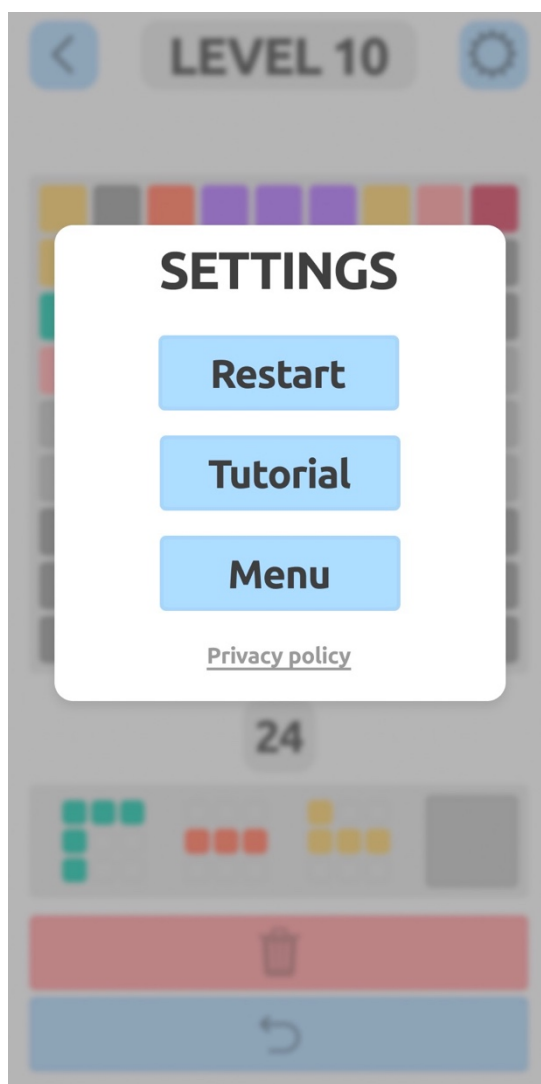 LEVEL 10
SETTINGS
Restart
Tutorial
Menu
Privacy policy
24